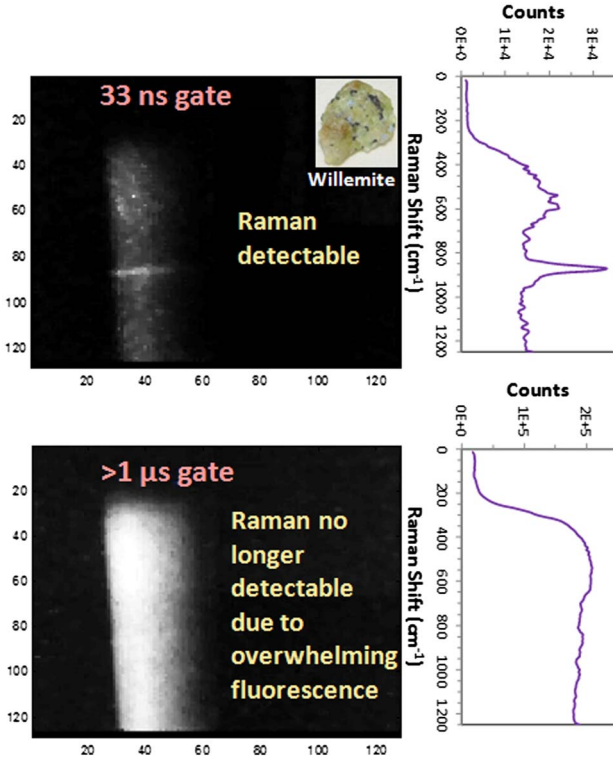 Counts
0E+0
1E+4
2E+4
3E+4
33 ns gate
Willemite
Raman
detectable
20
40
60
80
100
120
20
40
60
80
100
120
0
200
400
600
800
1000
1200
Raman Shift (cm-1)
Counts
0E+0
1E+5
2E+5
>1 µs gate
Raman no
longer
detectable
due to
overwhelming
fluorescence
20
40
60
80
100
120
20
40
60
80
100
120
0
200
400
600
800
1000
1200
Raman Shift (cm-1)